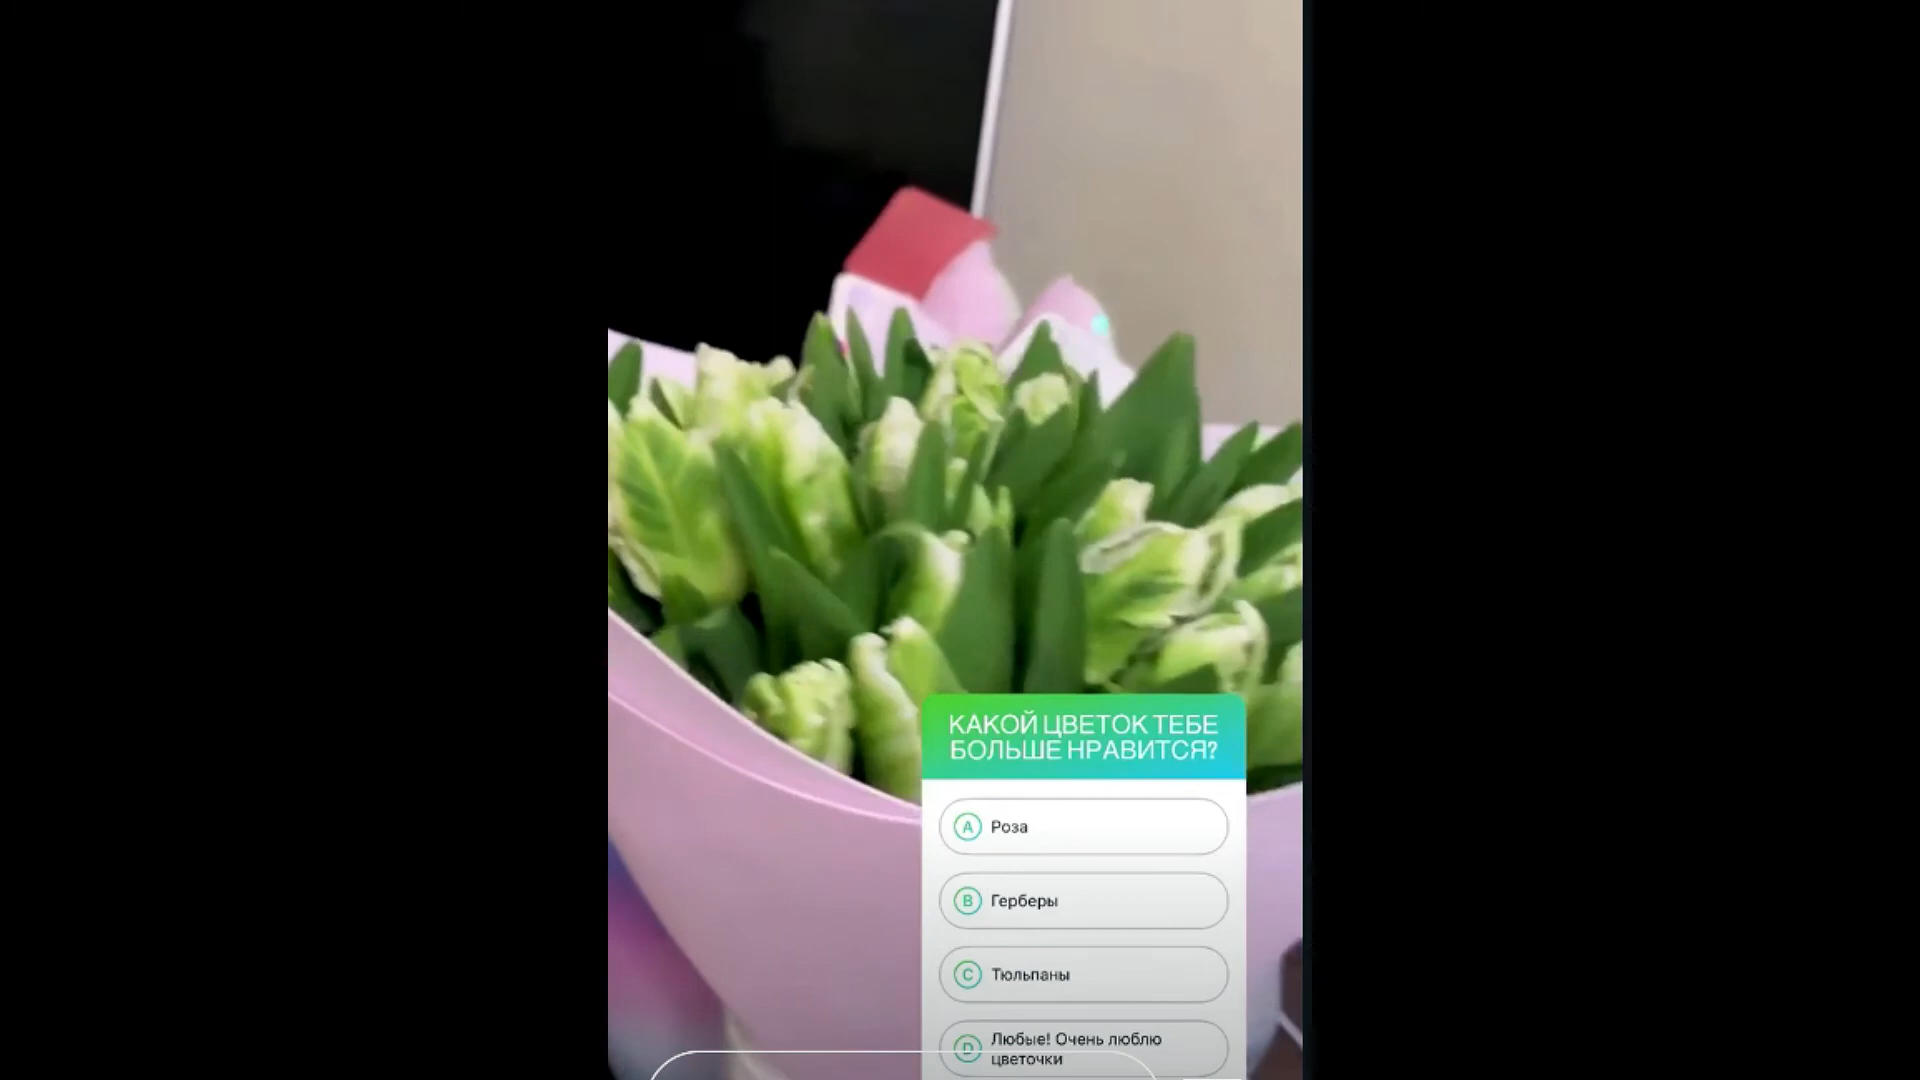 КАКОЙ ЦВЕТОК ТЕБЕ
БОЛЬШЕ НРАВИТСЯ?
A Роза
B Герберы
C Тюльпаны
D Любые! Очень люблю
цветочки